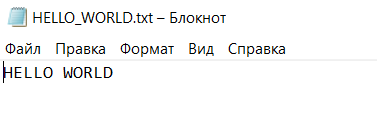 HELLO_WORLD.txt – Блокнот
Файл Правка Формат Вид Справка
HELLO WORLD